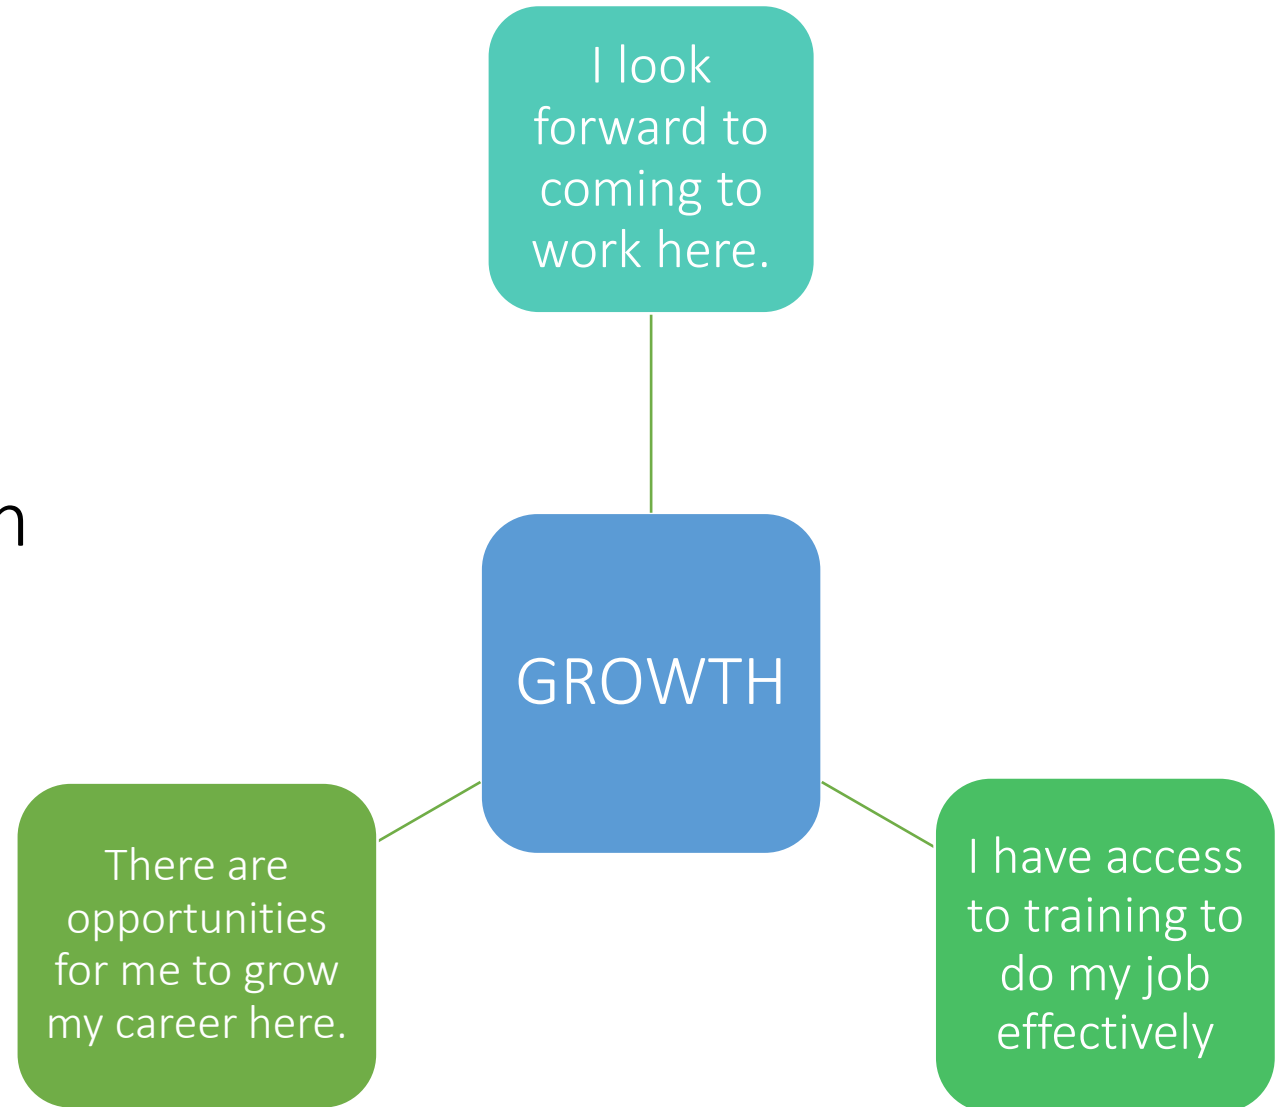 I look
forward to
coming to
work here.
n
GROWTH
There are
opportunities
for me to grow
my career here.
I have access
to training to
do my job
effectively